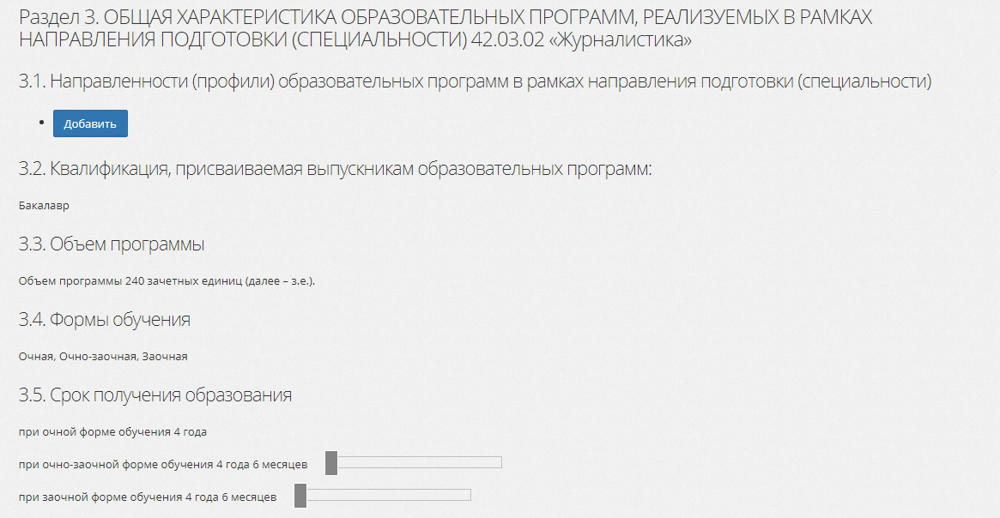 Раздел 3. ОБЩАЯ ХАРАКТЕРИСТИКА ОБРАЗОВАТЕЛЬНЫХ ПРОГРАММ, РЕАЛИЗУЕМЫХ В РАМКАХ
НАПРАВЛЕНИЯ ПОДГОТОВКИ (СПЕЦИАЛЬНОСТИ) 42.03.02 «Журналистика»
3.1. Направленности (профили) образовательных программ в рамках направления подготовки (специальности)
Добавить
3.2. Квалификация, присваиваемая выпускникам образовательных программ:
Бакалавр
3.3. Объем программы
Объем программы 240 зачетных единиц (далее – з.е.).
3.4. Формы обучения
Очная, Очно-заочная, Заочная
3.5. Срок получения образования
при очной форме обучения 4 года
при очно-заочной форме обучения 4 года 6 месяцев
при заочной форме обучения 4 года 6 месяцев